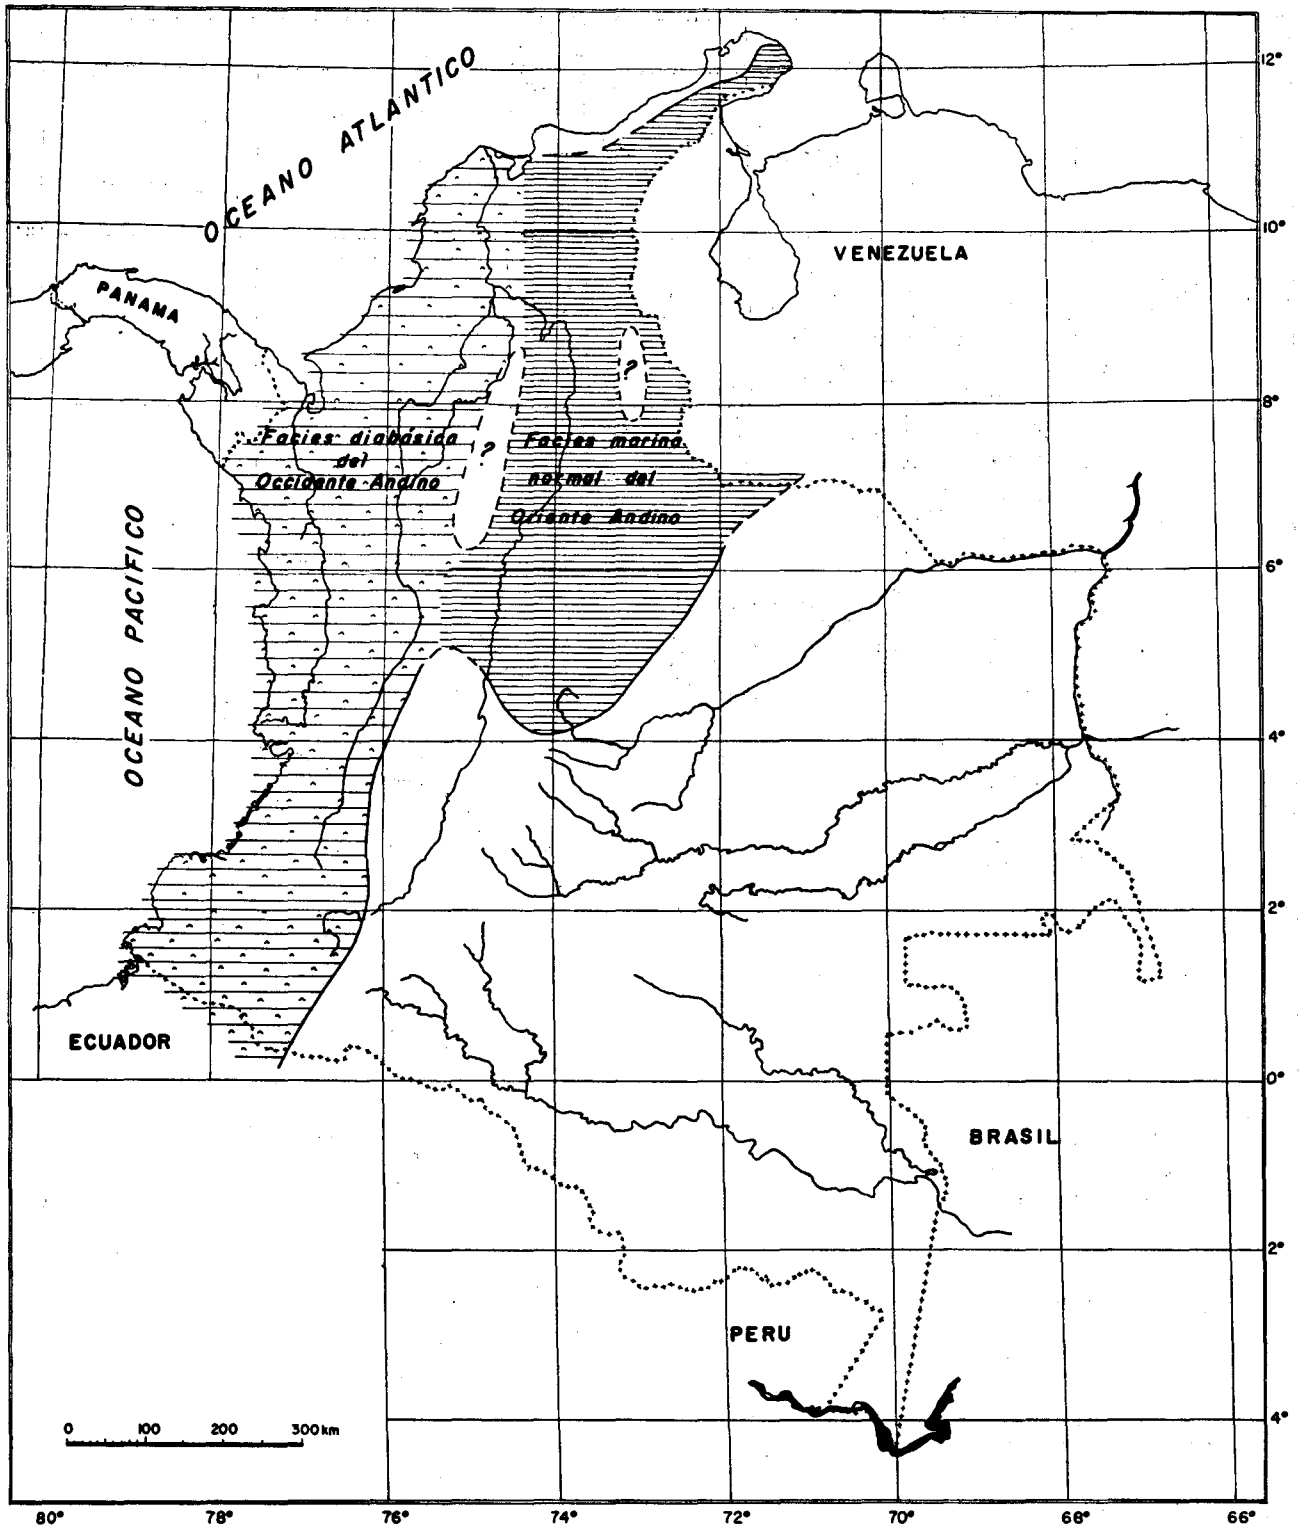 OCEANO ATLANTICO
12°
10°
VENEZUELA
PANAMA
?
8°
Facies diabásica
del
Occidente Andino
?
Facies marina
normal del
Oriente Andino
OCEANO PACIFICO
6°
4°
2°
ECUADOR
0°
BRASIL
2°
PERU
4°
0 100 200 300 km
80° 78° 76° 74° 72° 70° 68° 66°